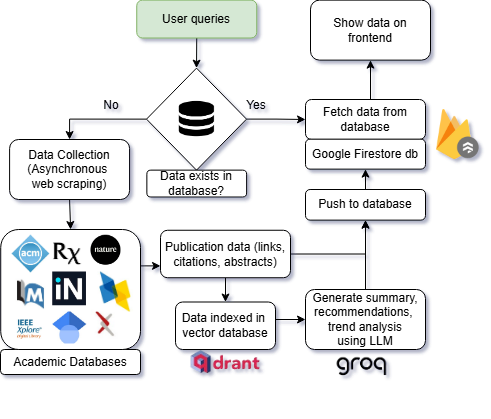 User queries
Show data on
frontend
No
Yes
Fetch data from
database
Google Firestore db
Data exists in
database?
Data Collection
(Asynchronous
web scraping)
Push to database
acm
Rχ
nature
M
iN
IEEE
Xplore®
Digital Library
Academic Databases
Publication data (links,
citations, abstracts)
Data indexed in
vector database
Generate summary,
recommendations,
trend analysis
using LLM
qdrant
groq